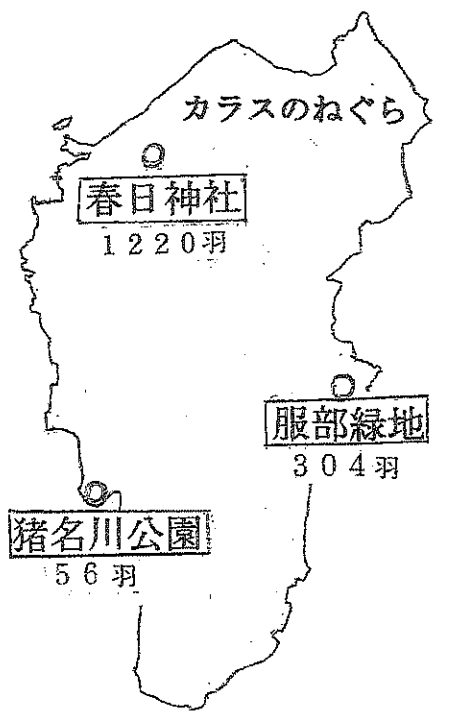 カラスのねぐら
春日神社
1220羽
服部緑地
304羽
猪名川公園
56羽